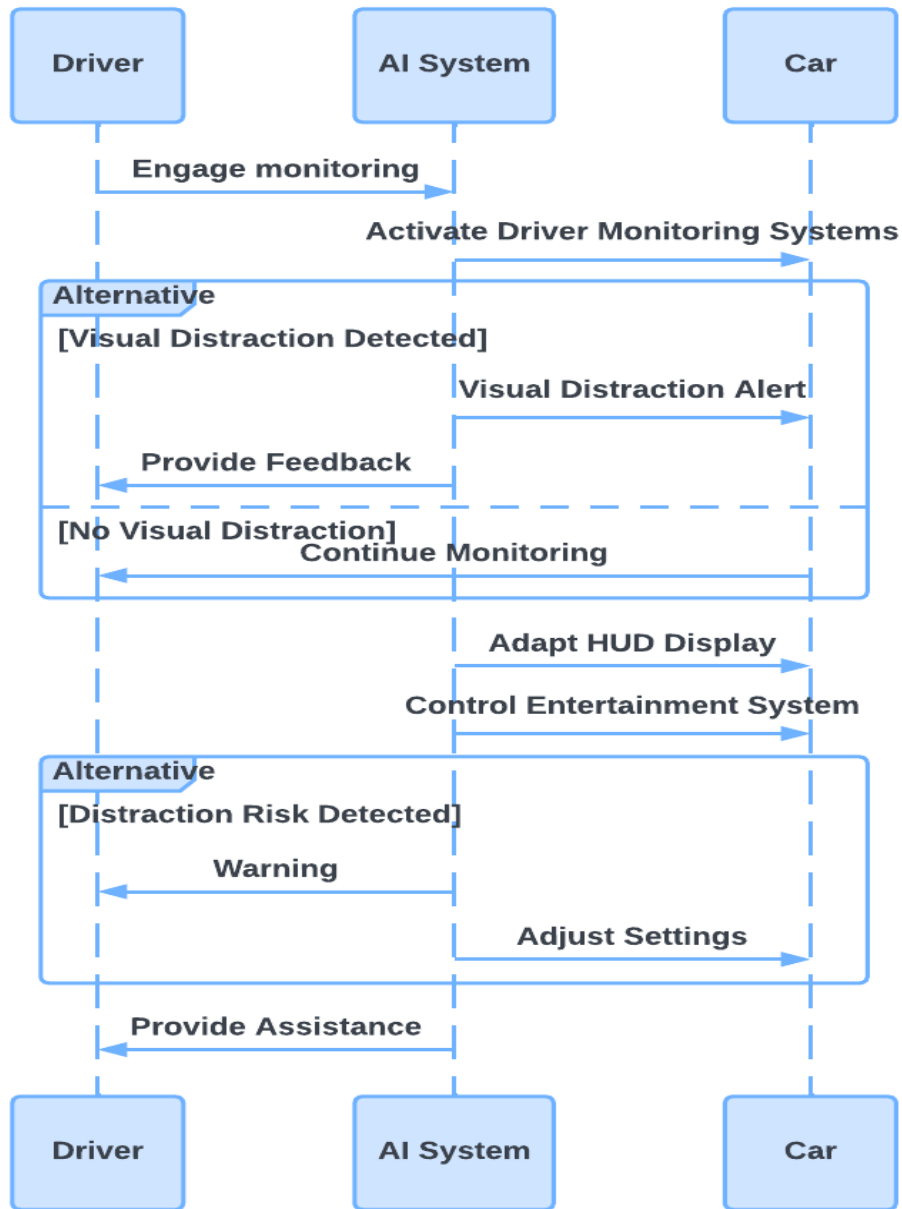 Driver
AI System
Car
Engage monitoring
Activate Driver Monitoring Systems
Alternative
[Visual Distraction Detected]
Visual Distraction Alert
Provide Feedback
[No Visual Distraction]
Continue Monitoring
Adapt HUD Display
Control Entertainment System
Alternative
[Distraction Risk Detected]
Warning
Adjust Settings
Provide Assistance
Driver
AI System
Car